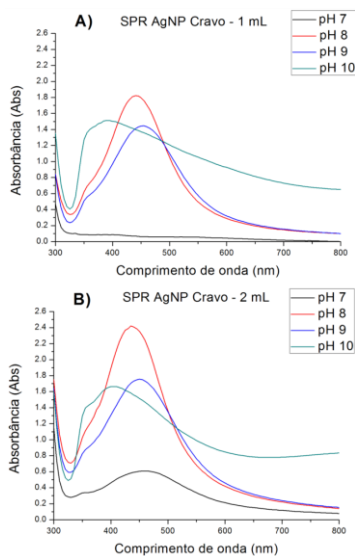 A) SPR AgNP Cravo - 1 mL
pH 7
pH 8
pH 9
pH 10
Absorbância (Abs)
2.6
2.4
2.2
2.0
1.8
1.6
1.4
1.2
1.0
0.8
0.6
0.4
0.2
0.0
300 400 500 600 700 800
Comprimento de onda (nm)
B) SPR AgNP Cravo - 2 mL
pH 7
pH 8
pH 9
pH 10
Absorbância (Abs)
2.6
2.4
2.2
2.0
1.8
1.6
1.4
1.2
1.0
0.8
0.6
0.4
0.2
0.0
300 400 500 600 700 800
Comprimento de onda (nm)